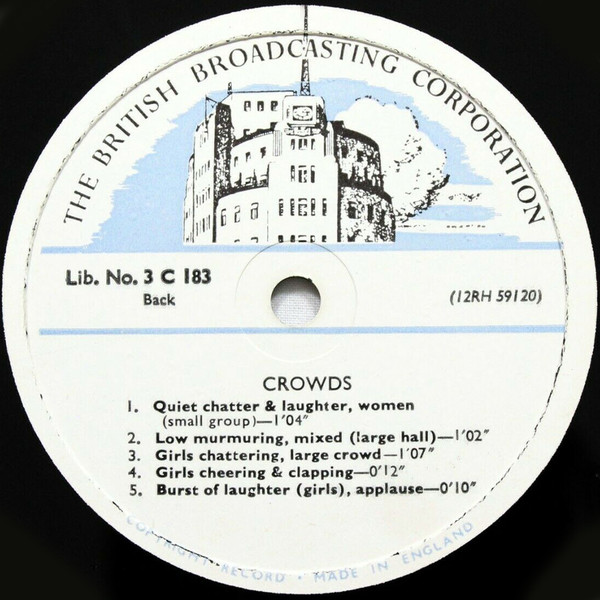 THE BRITISH BROADCASTING CORPORATION
Lib. No. 3 C 183
Back
(12RH 59120)
CROWDS
1. Quiet chatter & laughter, women
(small group)—1'04"
2. Low murmuring, mixed (large hall)—1'02"
3. Girls chattering, large crowd—1'07"
4. Girls cheering & clapping—0'12"
5. Burst of laughter (girls), applause—0'10"
COPYRIGHT RECORD · MADE IN ENGLAND